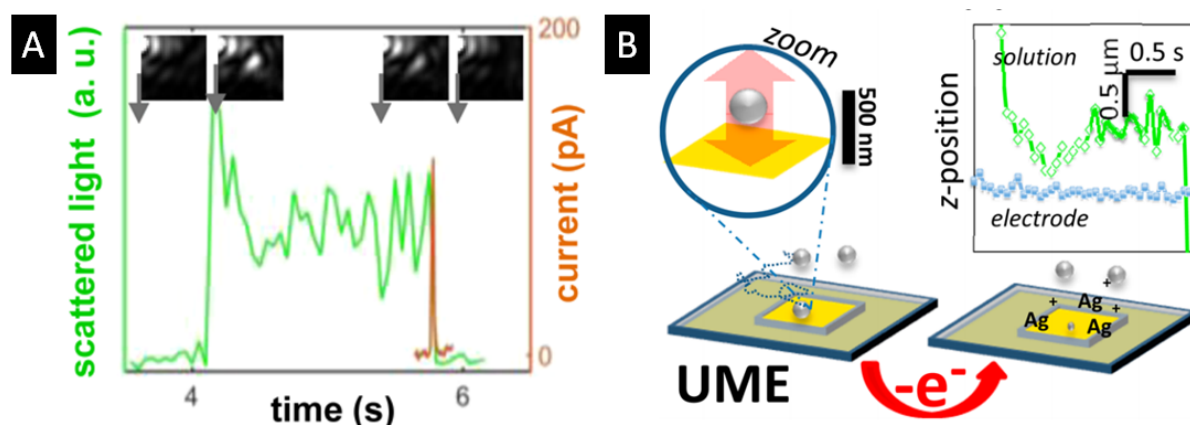 A
scattered light (a. u.)
200
0
current (pA)
4
6
time (s)
B
zoom
500 nm
solution
0.5 s
0.5 µm
z-position
electrode
+
+ Ag +
Ag Ag
UME
-e-